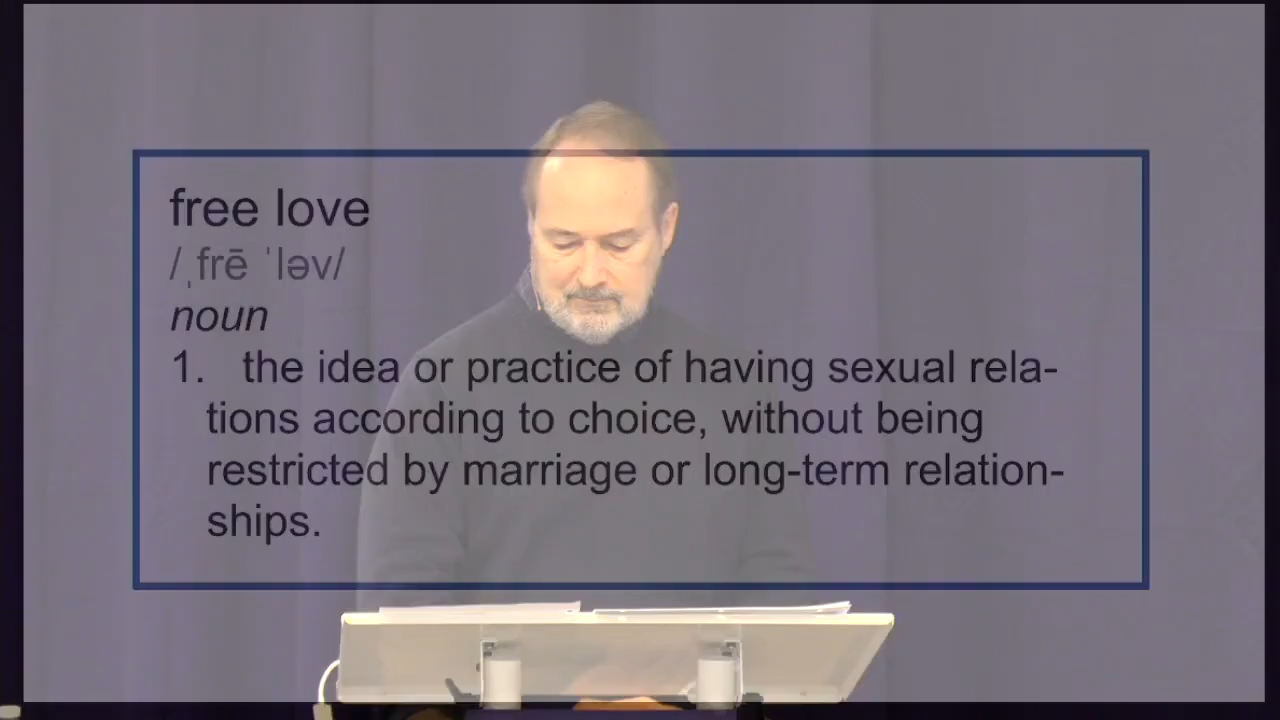 free love
/ˌfrē ˈləv/
noun
1. the idea or practice of having sexual rela-
tions according to choice, without being
restricted by marriage or long-term relation-
ships.